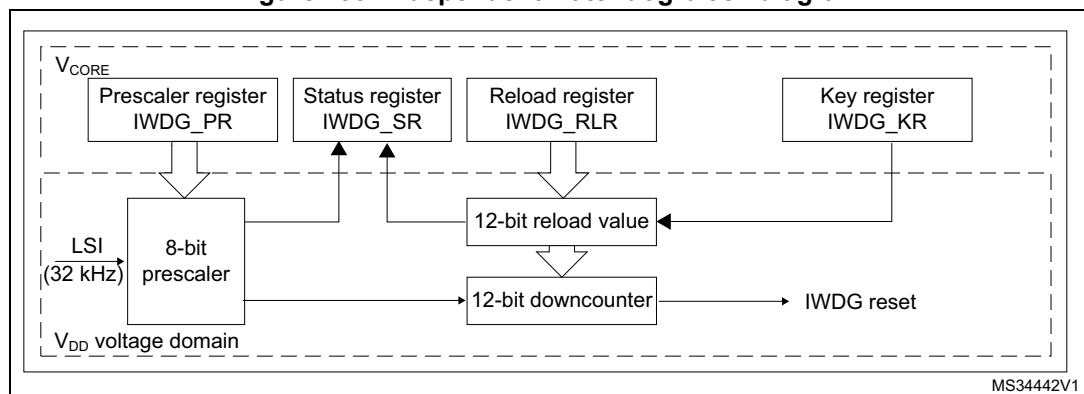 V_CORE
Prescaler register
IWDG_PR
Status register
IWDG_SR
Reload register
IWDG_RLR
Key register
IWDG_KR
LSI
(32 kHz)
8-bit
prescaler
12-bit reload value
12-bit downcounter
IWDG reset
V_DD voltage domain
MS34442V1